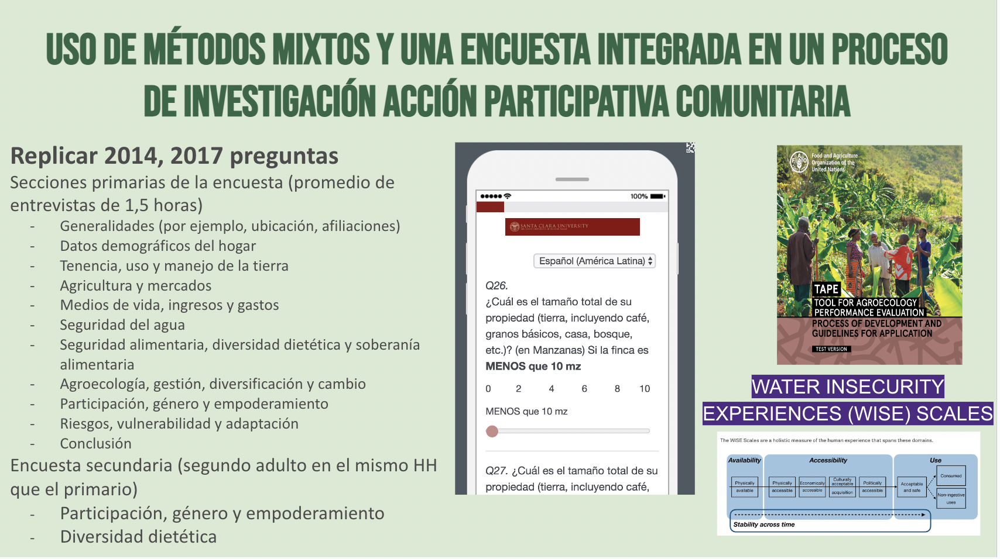 USO DE MÉTODOS MIXTOS Y UNA ENCUESTA INTEGRADA EN UN PROCESO
DE INVESTIGACIÓN ACCIÓN PARTICIPATIVA COMUNITARIA
Replicar 2014, 2017 preguntas
Secciones primarias de la encuesta (promedio de
entrevistas de 1,5 horas)
- Generalidades (por ejemplo, ubicación, afiliaciones)
- Datos demográficos del hogar
- Tenencia, uso y manejo de la tierra
- Agricultura y mercados
- Medios de vida, ingresos y gastos
- Seguridad del agua
- Seguridad alimentaria, diversidad dietética y soberanía
alimentaria
- Agroecología, gestión, diversificación y cambio
- Participación, género y empoderamiento
- Riesgos, vulnerabilidad y adaptación
- Conclusión
Encuesta secundaria (segundo adulto en el mismo HH
que el primario)
- Participación, género y empoderamiento
- Diversidad dietética
100%
SANTA CLARA UNIVERSITY
Español (América Latina)
Q26.
¿Cuál es el tamaño total de su
propiedad (tierra, incluyendo café,
granos básicos, casa, bosque,
etc.)? (en Manzanas) Si la finca es
MENOS que 10 mz
0 2 4 6 8 10
MENOS que 10 mz
Q27. ¿Cuál es el tamaño total de su
propiedad (tierra, incluyendo café,
FAO
Food and Agriculture
Organization of the
United Nations
TAPE
TOOL FOR AGROECOLOGY
PERFORMANCE EVALUATION
PROCESS OF DEVELOPMENT AND
GUIDELINES FOR APPLICATION
TEST VERSION
WATER INSECURITY
EXPERIENCES (WISE) SCALES
The WISE Scales are a holistic measure of the human experience that spans these domains.
Availability
Accessibility
Use
Physically
available
Physically
accessible
Economically
accessible
Culturally
acceptable
acquisition
Politically
accessible
Acceptable
and safe
Consumed
Non-ingestive
uses
Stability across time